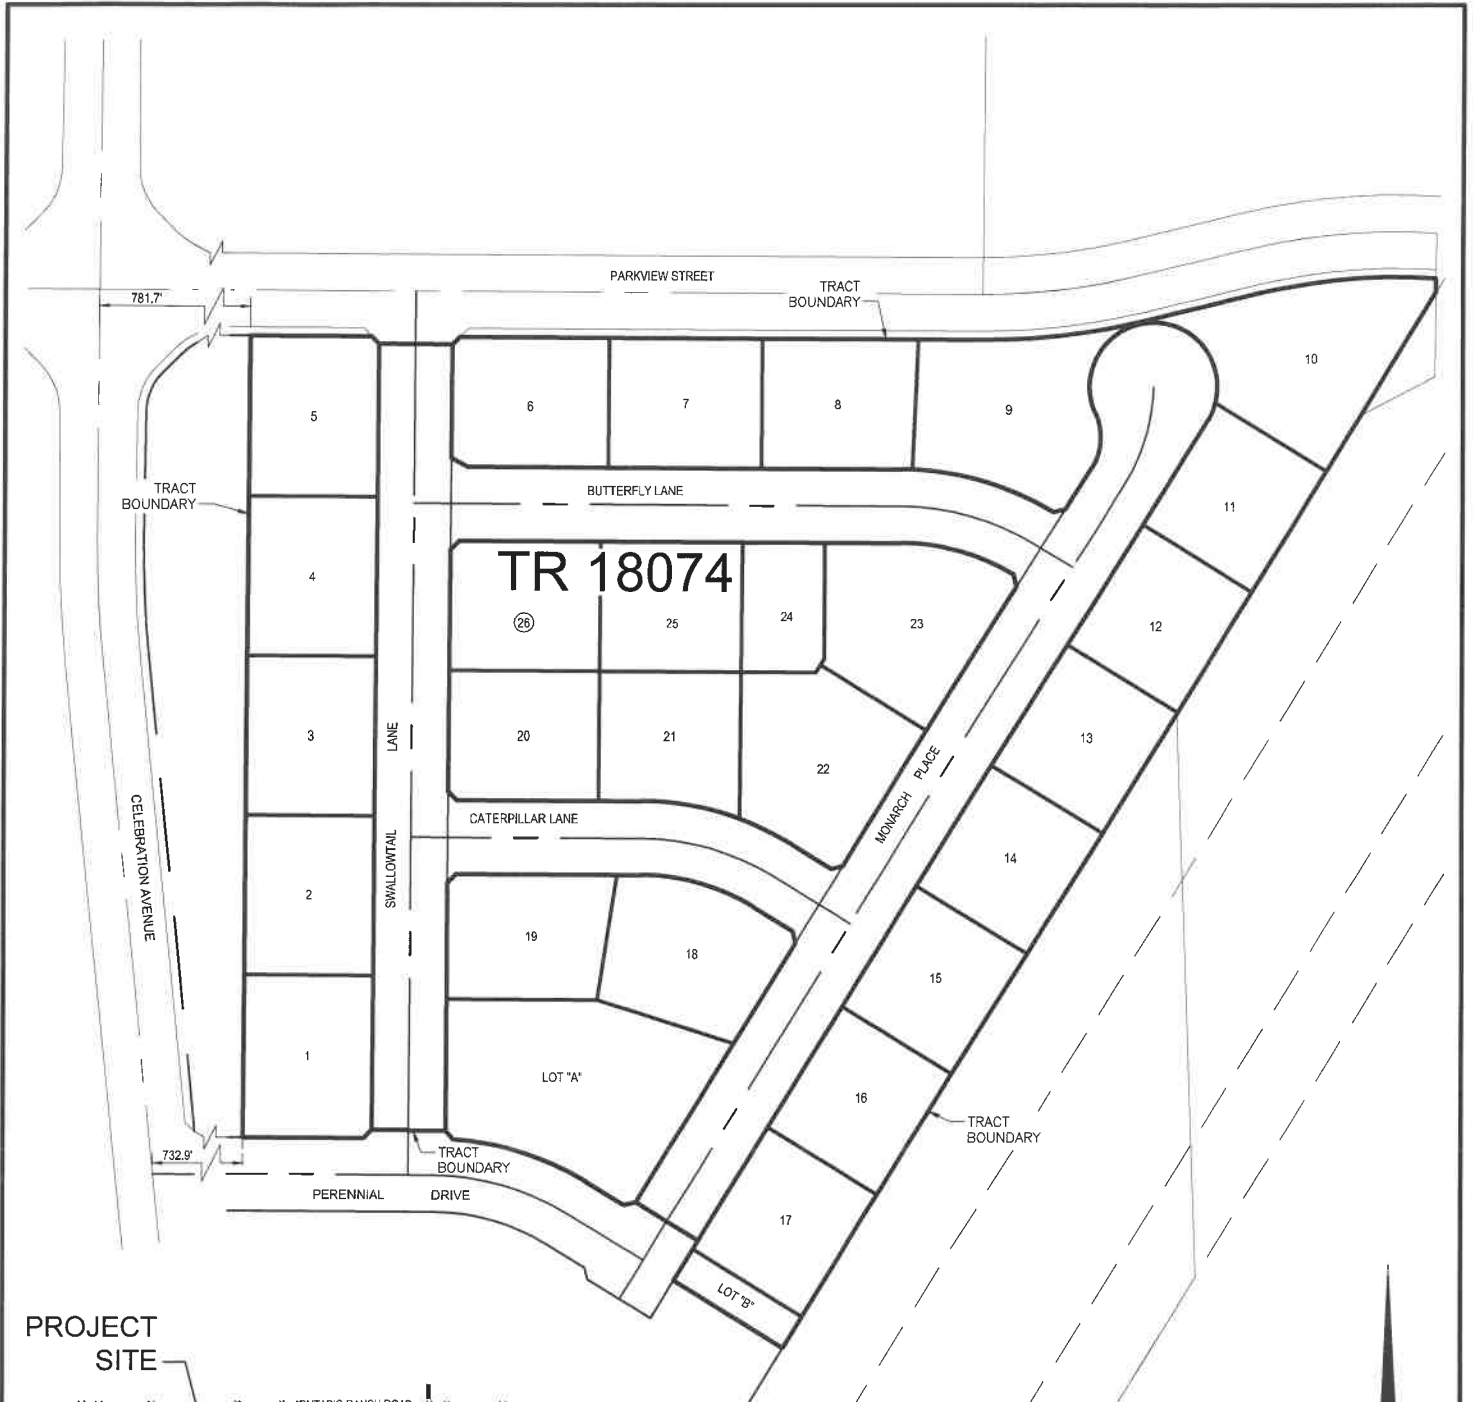 PARKVIEW STREET
781.7'
TRACT
BOUNDARY
10
5
6
7
8
9
TRACT
BOUNDARY
BUTTERFLY LANE
11
TR 18074
4
26
25
24
23
12
3
LANE
20
21
22
13
MONARCH PLACE
CELEBRATION AVENUE
SWALLOWTAIL
CATERPILLAR LANE
14
2
19
18
15
1
LOT "A"
16
TRACT
BOUNDARY
732.9'
TRACT
BOUNDARY
PERENNIAL DRIVE
17
LOT "B"
PROJECT
SITE